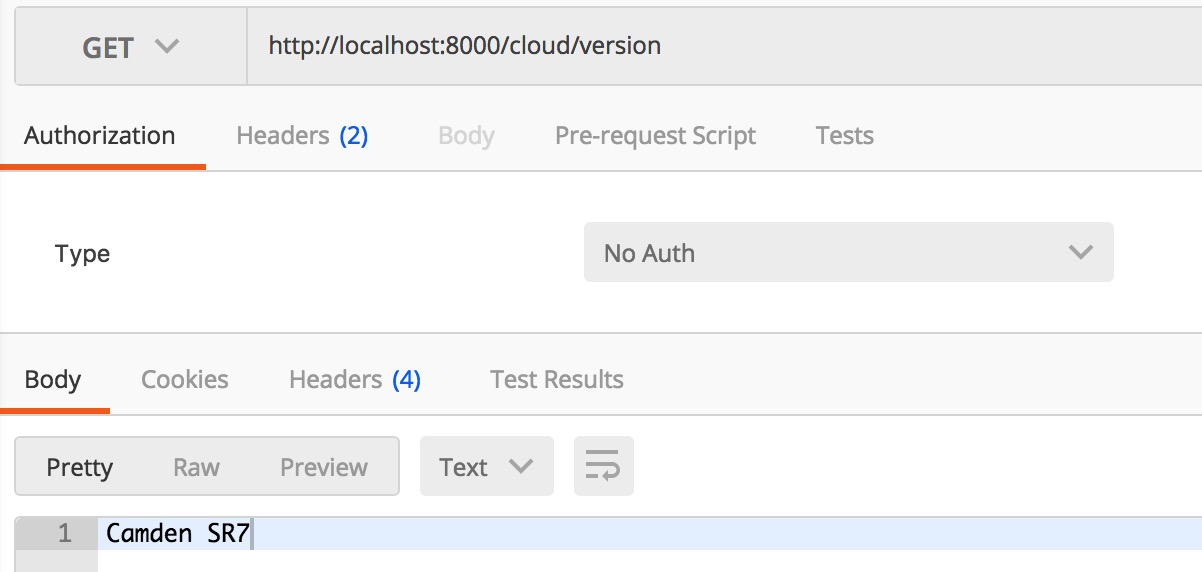 GET http://localhost:8000/cloud/version
Authorization Headers (2) Body Pre-request Script Tests
Type No Auth
Body Cookies Headers (4) Test Results
Pretty Raw Preview Text
1 Camden SR7